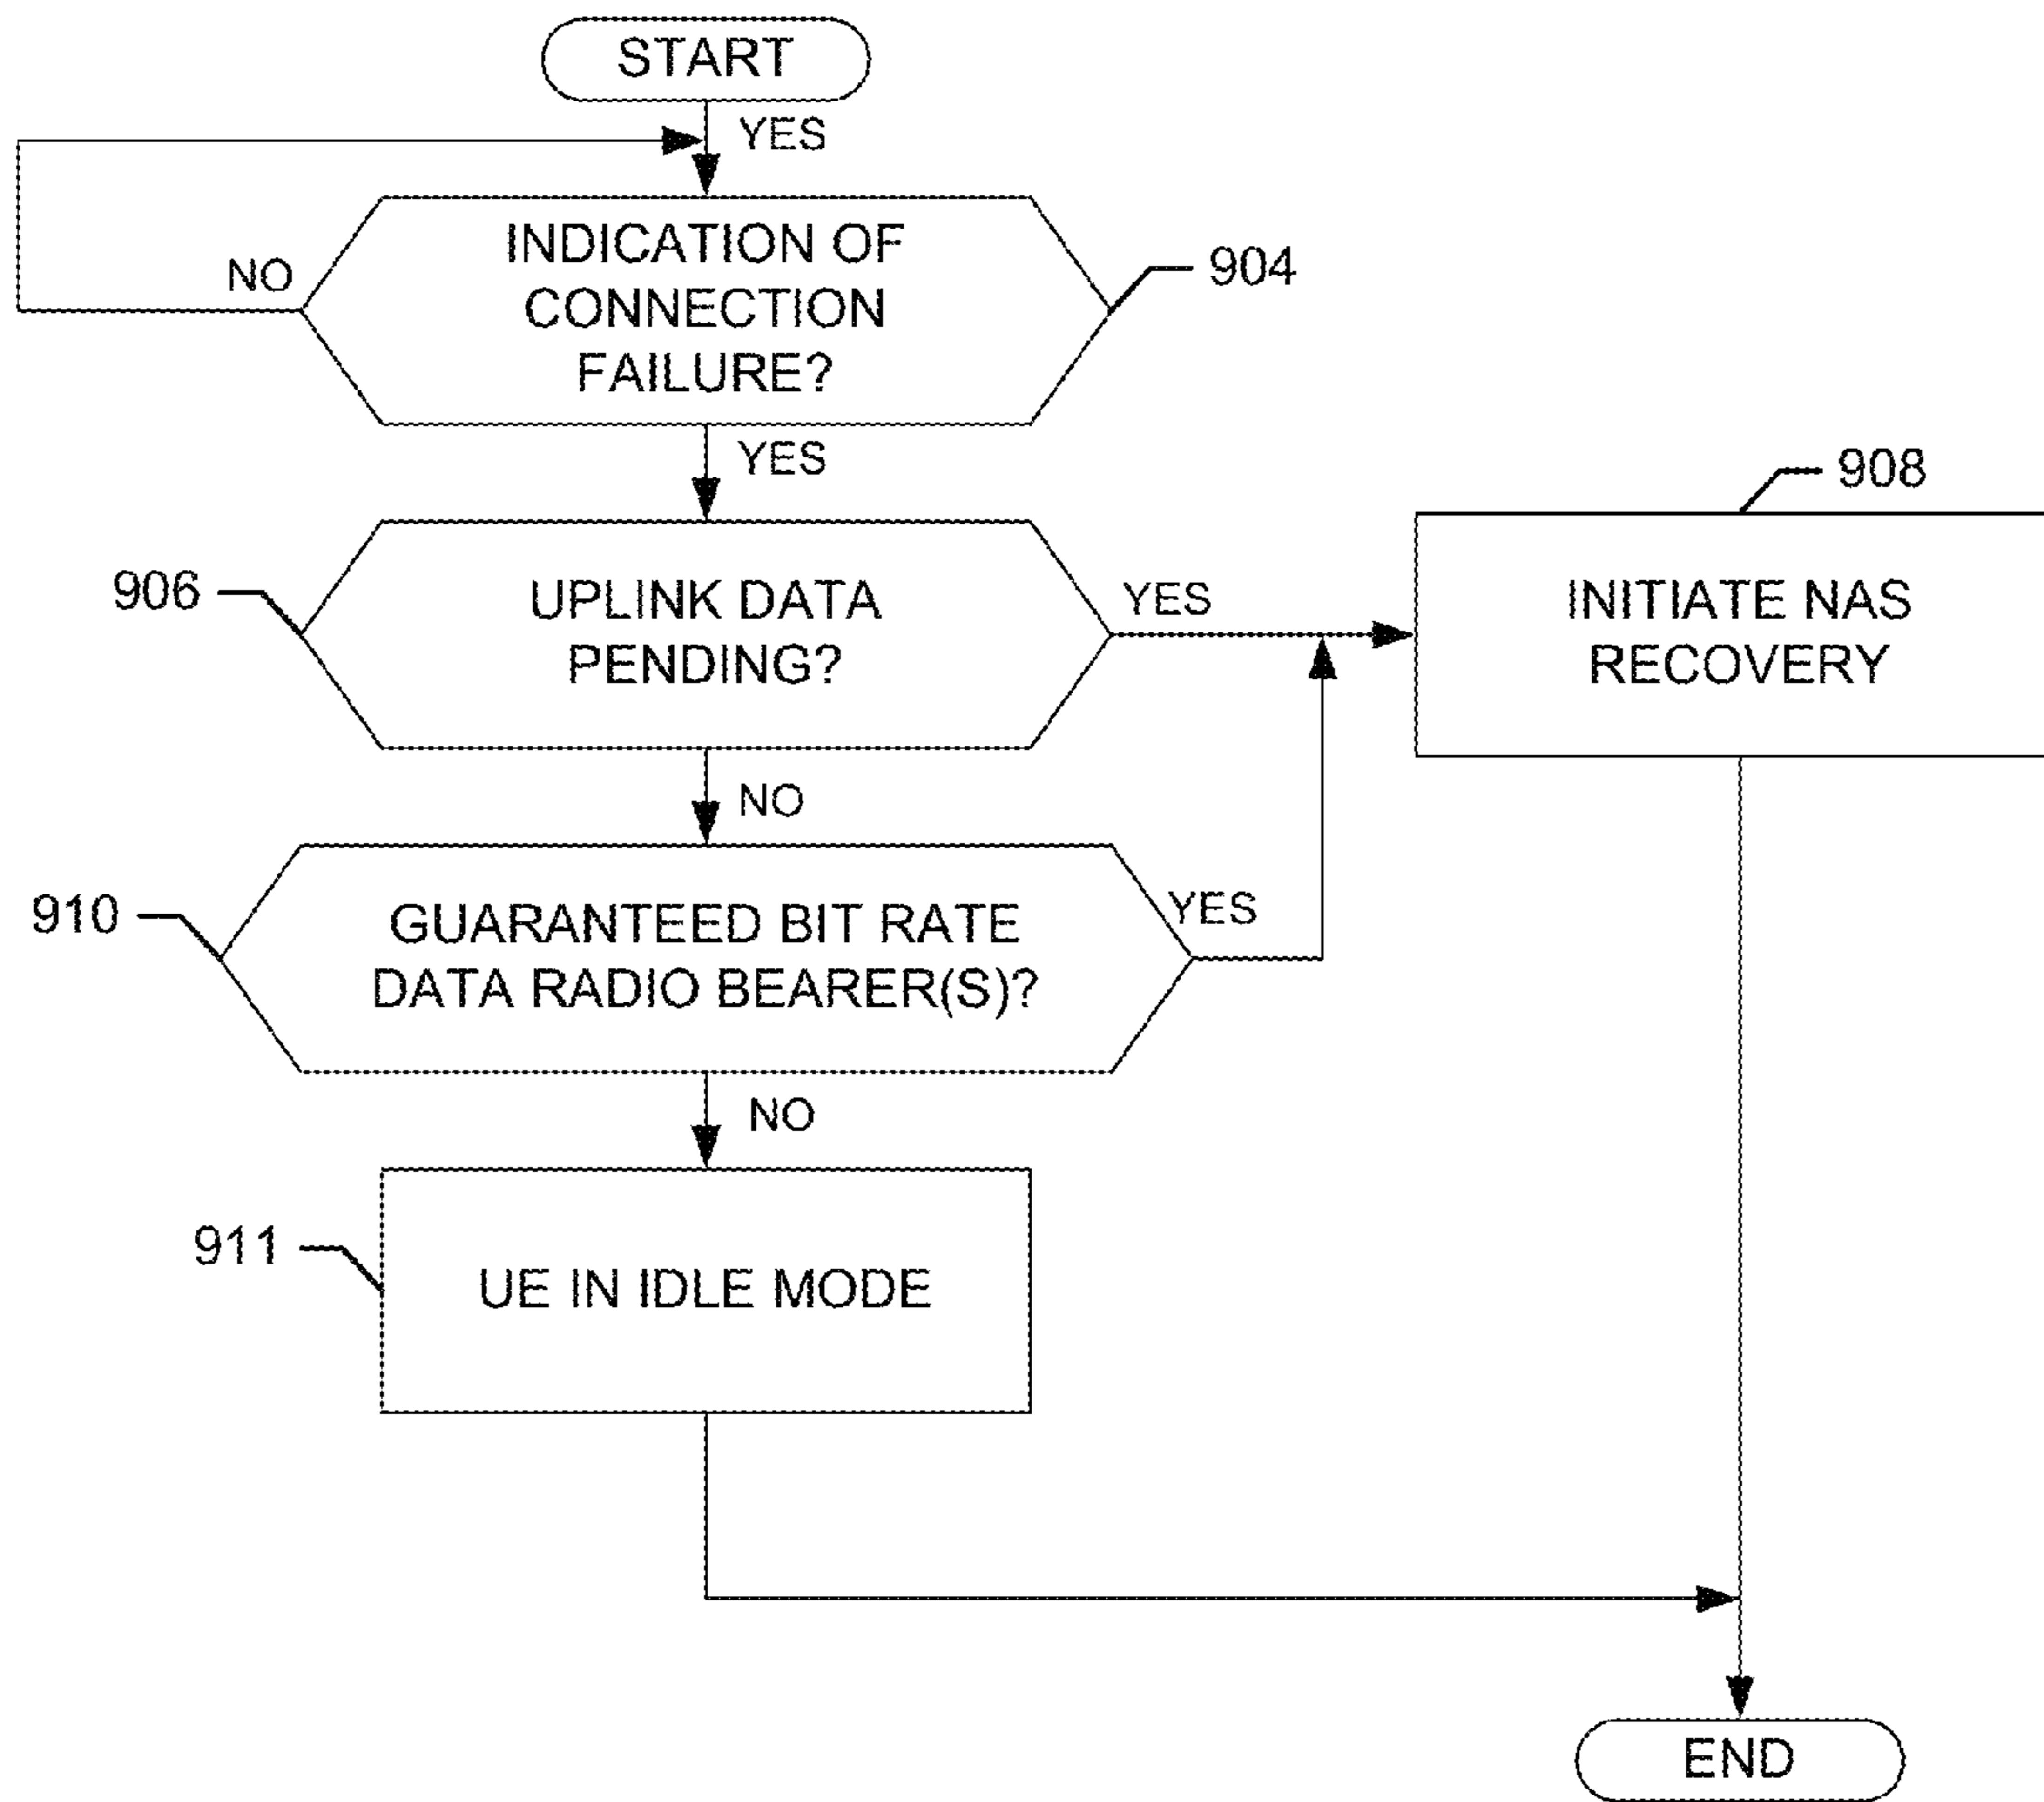 START
YES
INDICATION OF
CONNECTION
FAILURE?
NO
904
YES
906
UPLINK DATA
PENDING?
YES
908
INITIATE NAS
RECOVERY
NO
910
GUARANTEED BIT RATE
DATA RADIO BEARER(S)?
YES
NO
911
UE IN IDLE MODE
END